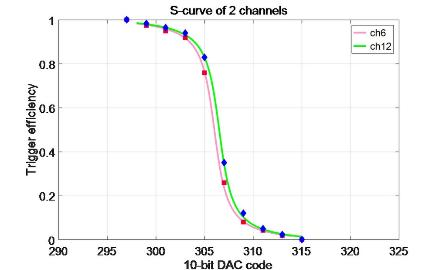 S-curve of 2 channels
ch6
ch12
Trigger efficiency
1
0.8
0.6
0.4
0.2
0
290
295
300
305
310
315
320
325
10-bit DAC code